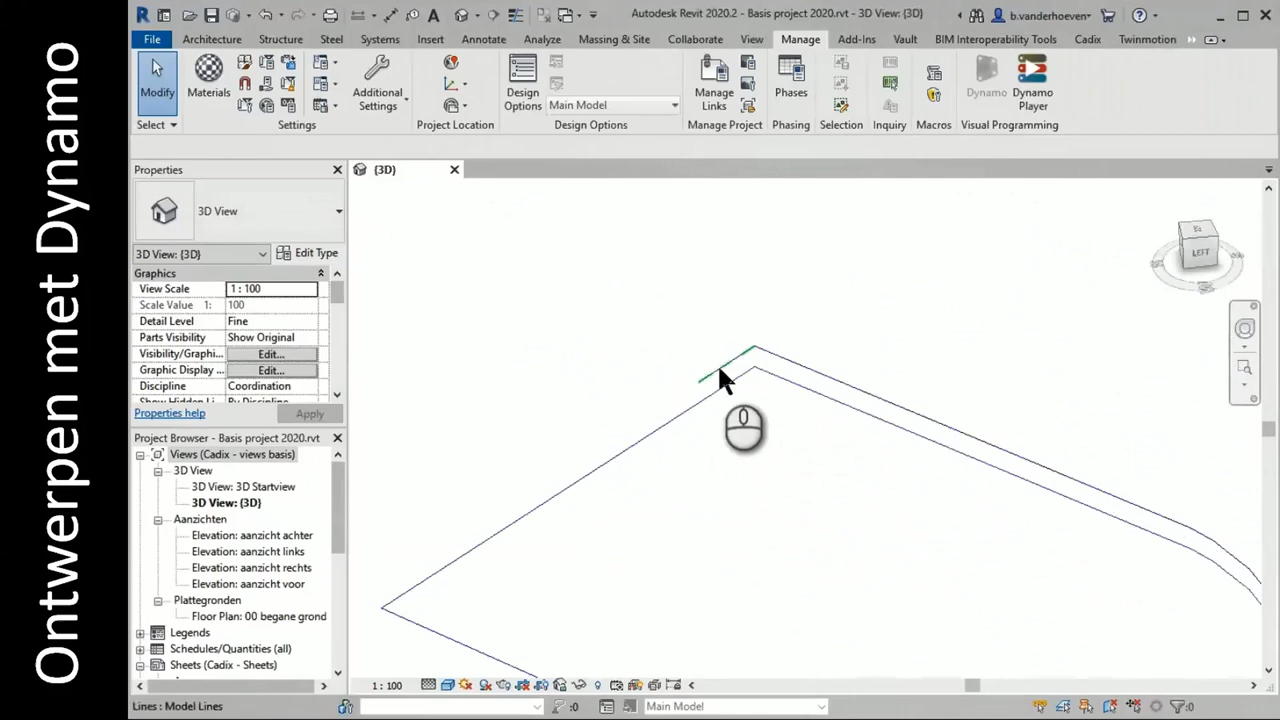 Ontwerpen met Dynamo
Autodesk Revit 2020.2 - Basis project 2020.rvt - 3D View: {3D}
b.vanderhoeven
File Architecture Structure Steel Systems Insert Annotate Analyze Massing & Site Collaborate View Manage Add-Ins Vault BIM Interoperability Tools Cadix Twinmotion
Modify
Materials
Additional
Settings
Design
Options
Main Model
Manage
Links
Phases
Dynamo
Dynamo
Player
Select
Settings
Project Location
Design Options
Manage Project
Phasing
Selection
Inquiry
Macros
Visual Programming
Properties
{3D}
3D View
3D View: {3D}
Edit Type
Graphics
View Scale 1 : 100
Scale Value 1: 100
Detail Level Fine
Parts Visibility Show Original
Visibility/Graphi... Edit...
Graphic Display ... Edit...
Discipline Coordination
Properties help
Apply
LEFT
Project Browser - Basis project 2020.rvt
Views (Cadix - views basis)
3D View
3D View: 3D Startview
3D View: {3D}
Aanzichten
Elevation: aanzicht achter
Elevation: aanzicht links
Elevation: aanzicht rechts
Elevation: aanzicht voor
Plattegronden
Floor Plan: 00 begane grond
Legends
Schedules/Quantities (all)
Sheets (Cadix - Sheets)
1 : 100
Lines : Model Lines
:0
Main Model
:0